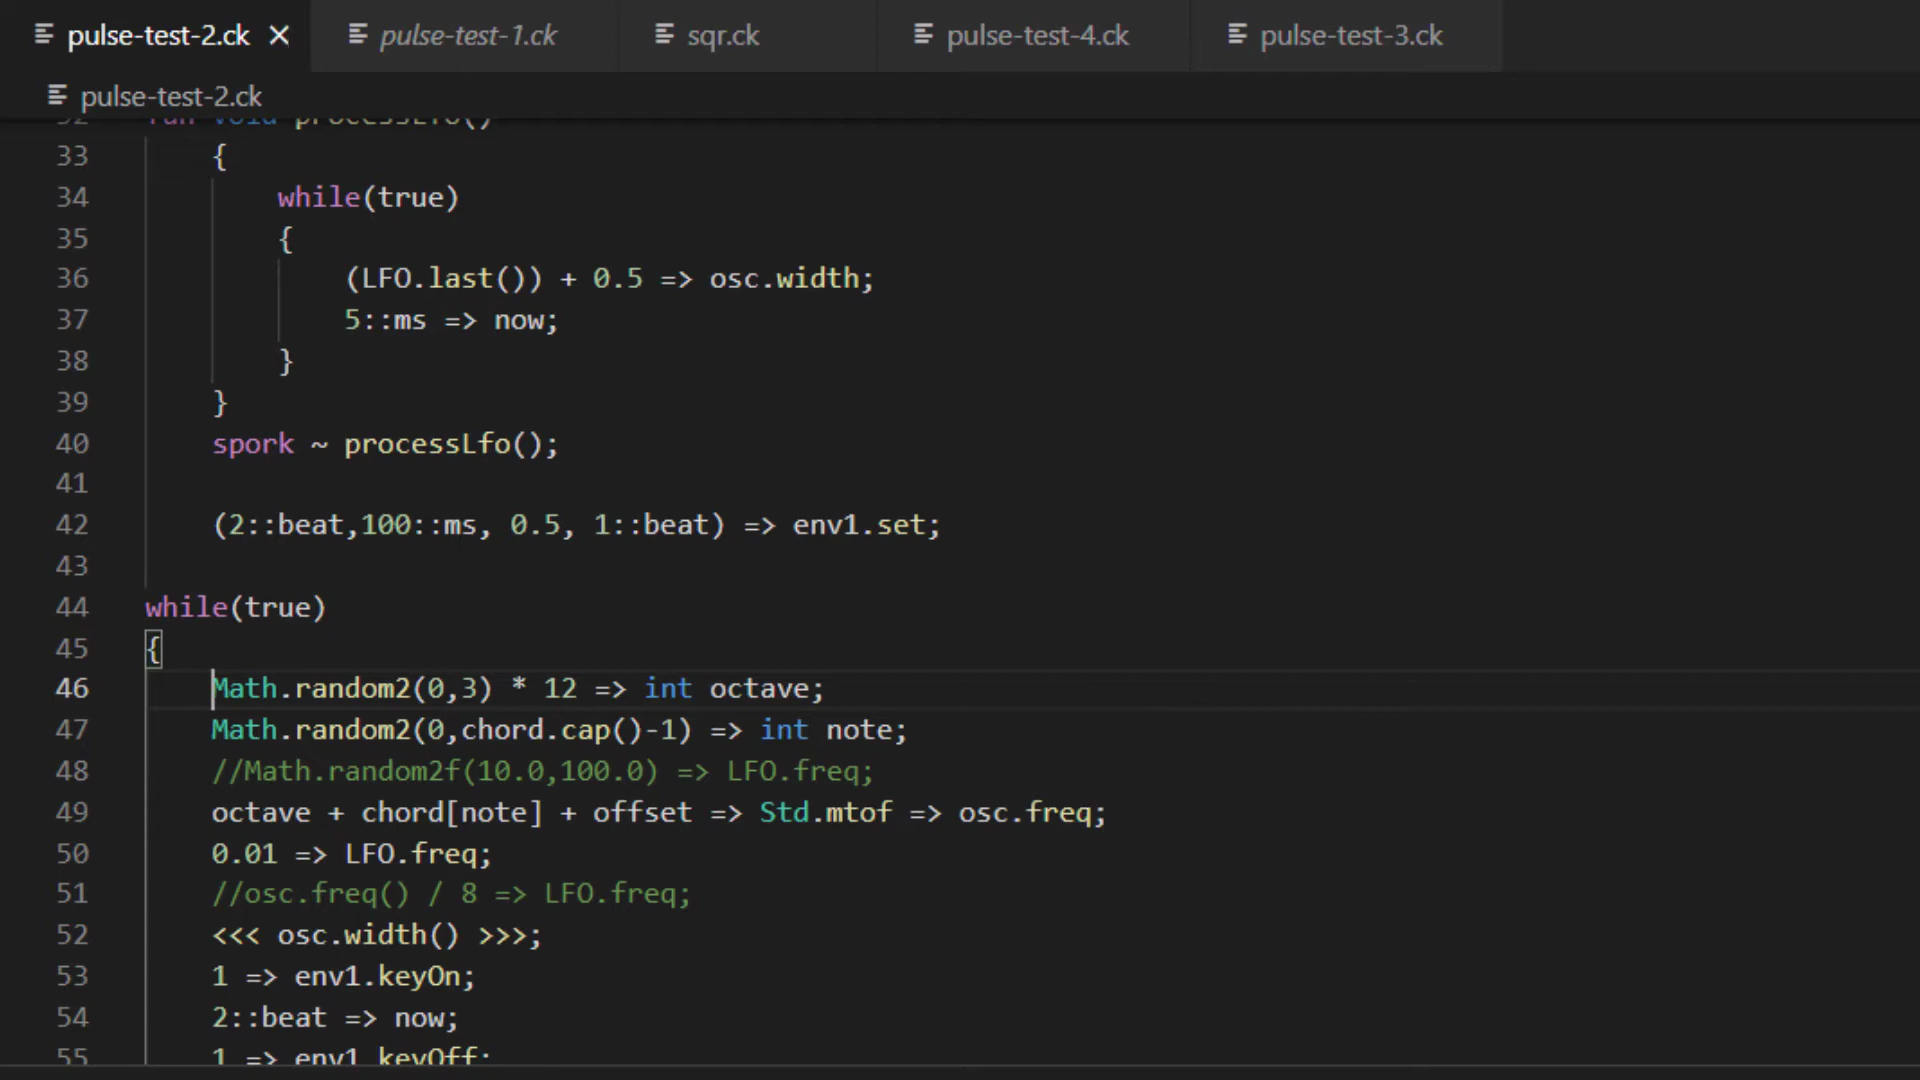 pulse-test-2.ck pulse-test-1.ck sqr.ck pulse-test-4.ck pulse-test-3.ck
pulse-test-2.ck
32 fun void processLfo()
33 {
34 while(true)
35 {
36 (LFO.last()) + 0.5 => osc.width;
37 5::ms => now;
38 }
39 }
40 spork ~ processLfo();
41
42 (2::beat,100::ms, 0.5, 1::beat) => env1.set;
43
44 while(true)
45 {
46 Math.random2(0,3) * 12 => int octave;
47 Math.random2(0,chord.cap()-1) => int note;
48 //Math.random2f(10.0,100.0) => LFO.freq;
49 octave + chord[note] + offset => Std.mtof => osc.freq;
50 0.01 => LFO.freq;
51 //osc.freq() / 8 => LFO.freq;
52 <<< osc.width() >>>;
53 1 => env1.keyOn;
54 2::beat => now;
55 1 => env1.keyOff;